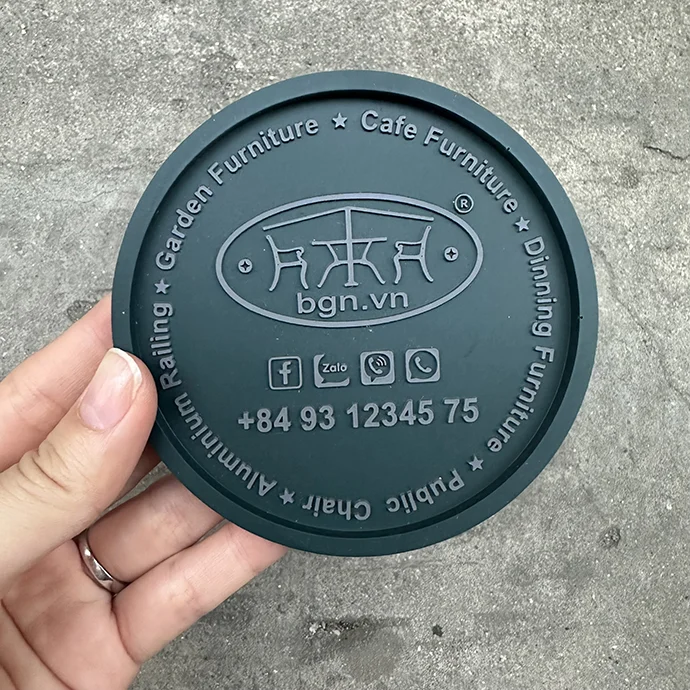 Garden Furniture ★ Cafe Furniture ★ Dinning Furniture ★ Public Chair ★ Aluminium Railing ★
®
bgn.vn
Zalo
+84 93 12345 75